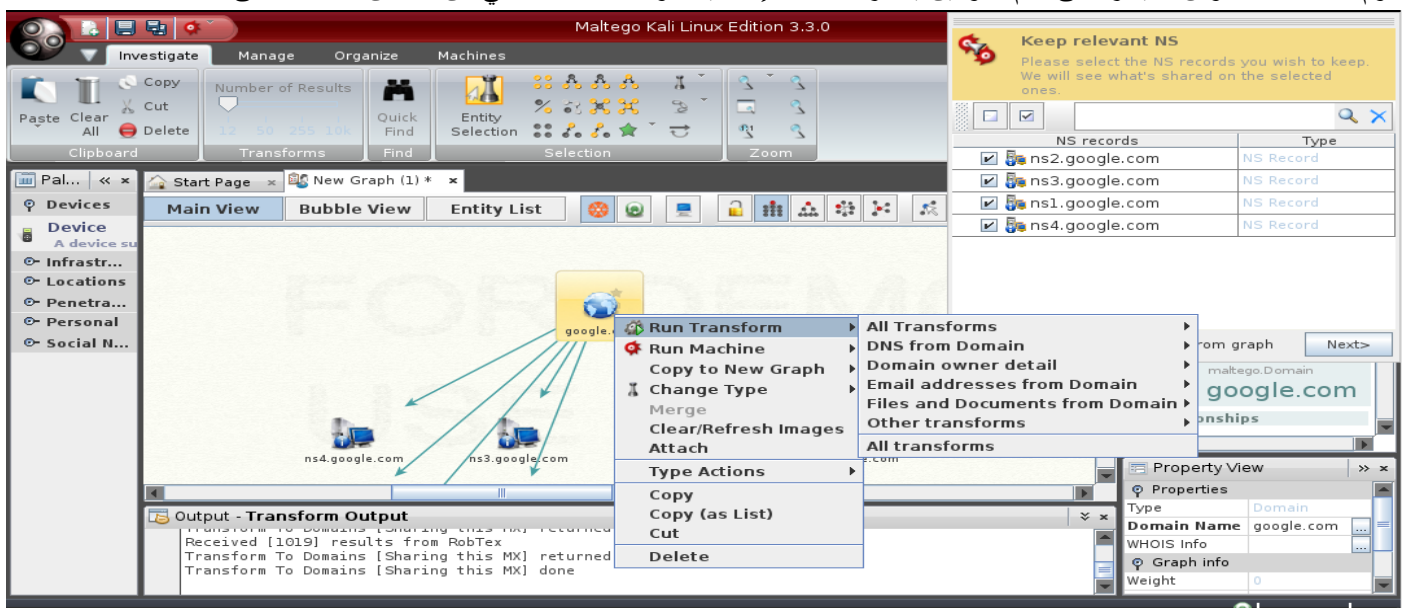 Maltego Kali Linux Edition 3.3.0
Investigate Manage Organize Machines
Paste
Clear All
Copy
Cut
Delete
Clipboard
Number of Results
12 50 255 10k
Transforms
Quick Find
Find
Entity Selection
Selection
Zoom
Keep relevant NS
Please select the NS records you wish to keep.
We will see what's shared on the selected
ones.
NS records Type
ns2.google.com NS Record
ns3.google.com NS Record
ns1.google.com NS Record
ns4.google.com NS Record
rom graph Next>
Pal...
Start Page
New Graph (1) *
Devices
Device
A device su
Infrastr...
Locations
Penetra...
Personal
Social N...
Main View Bubble View Entity List
FOR DEMO
google.
ns4.google.com
ns3.google.com
e.com
Run Transform
Run Machine
Copy to New Graph
Change Type
Merge
Clear/Refresh Images
Attach
Type Actions
Copy
Copy (as List)
Cut
Delete
All Transforms
DNS from Domain
Domain owner detail
Email addresses from Domain
Files and Documents from Domain
Other transforms
All transforms
maltego.Domain
google.com
onships
Output - Transform Output
Transform To Domains [Sharing this MX] returned
Received [1019] results from RobTex
Transform To Domains [Sharing this MX] returned
Transform To Domains [Sharing this MX] done
Property View
Properties
Type Domain
Domain Name google.com ...
WHOIS Info ...
Graph info
Weight 0